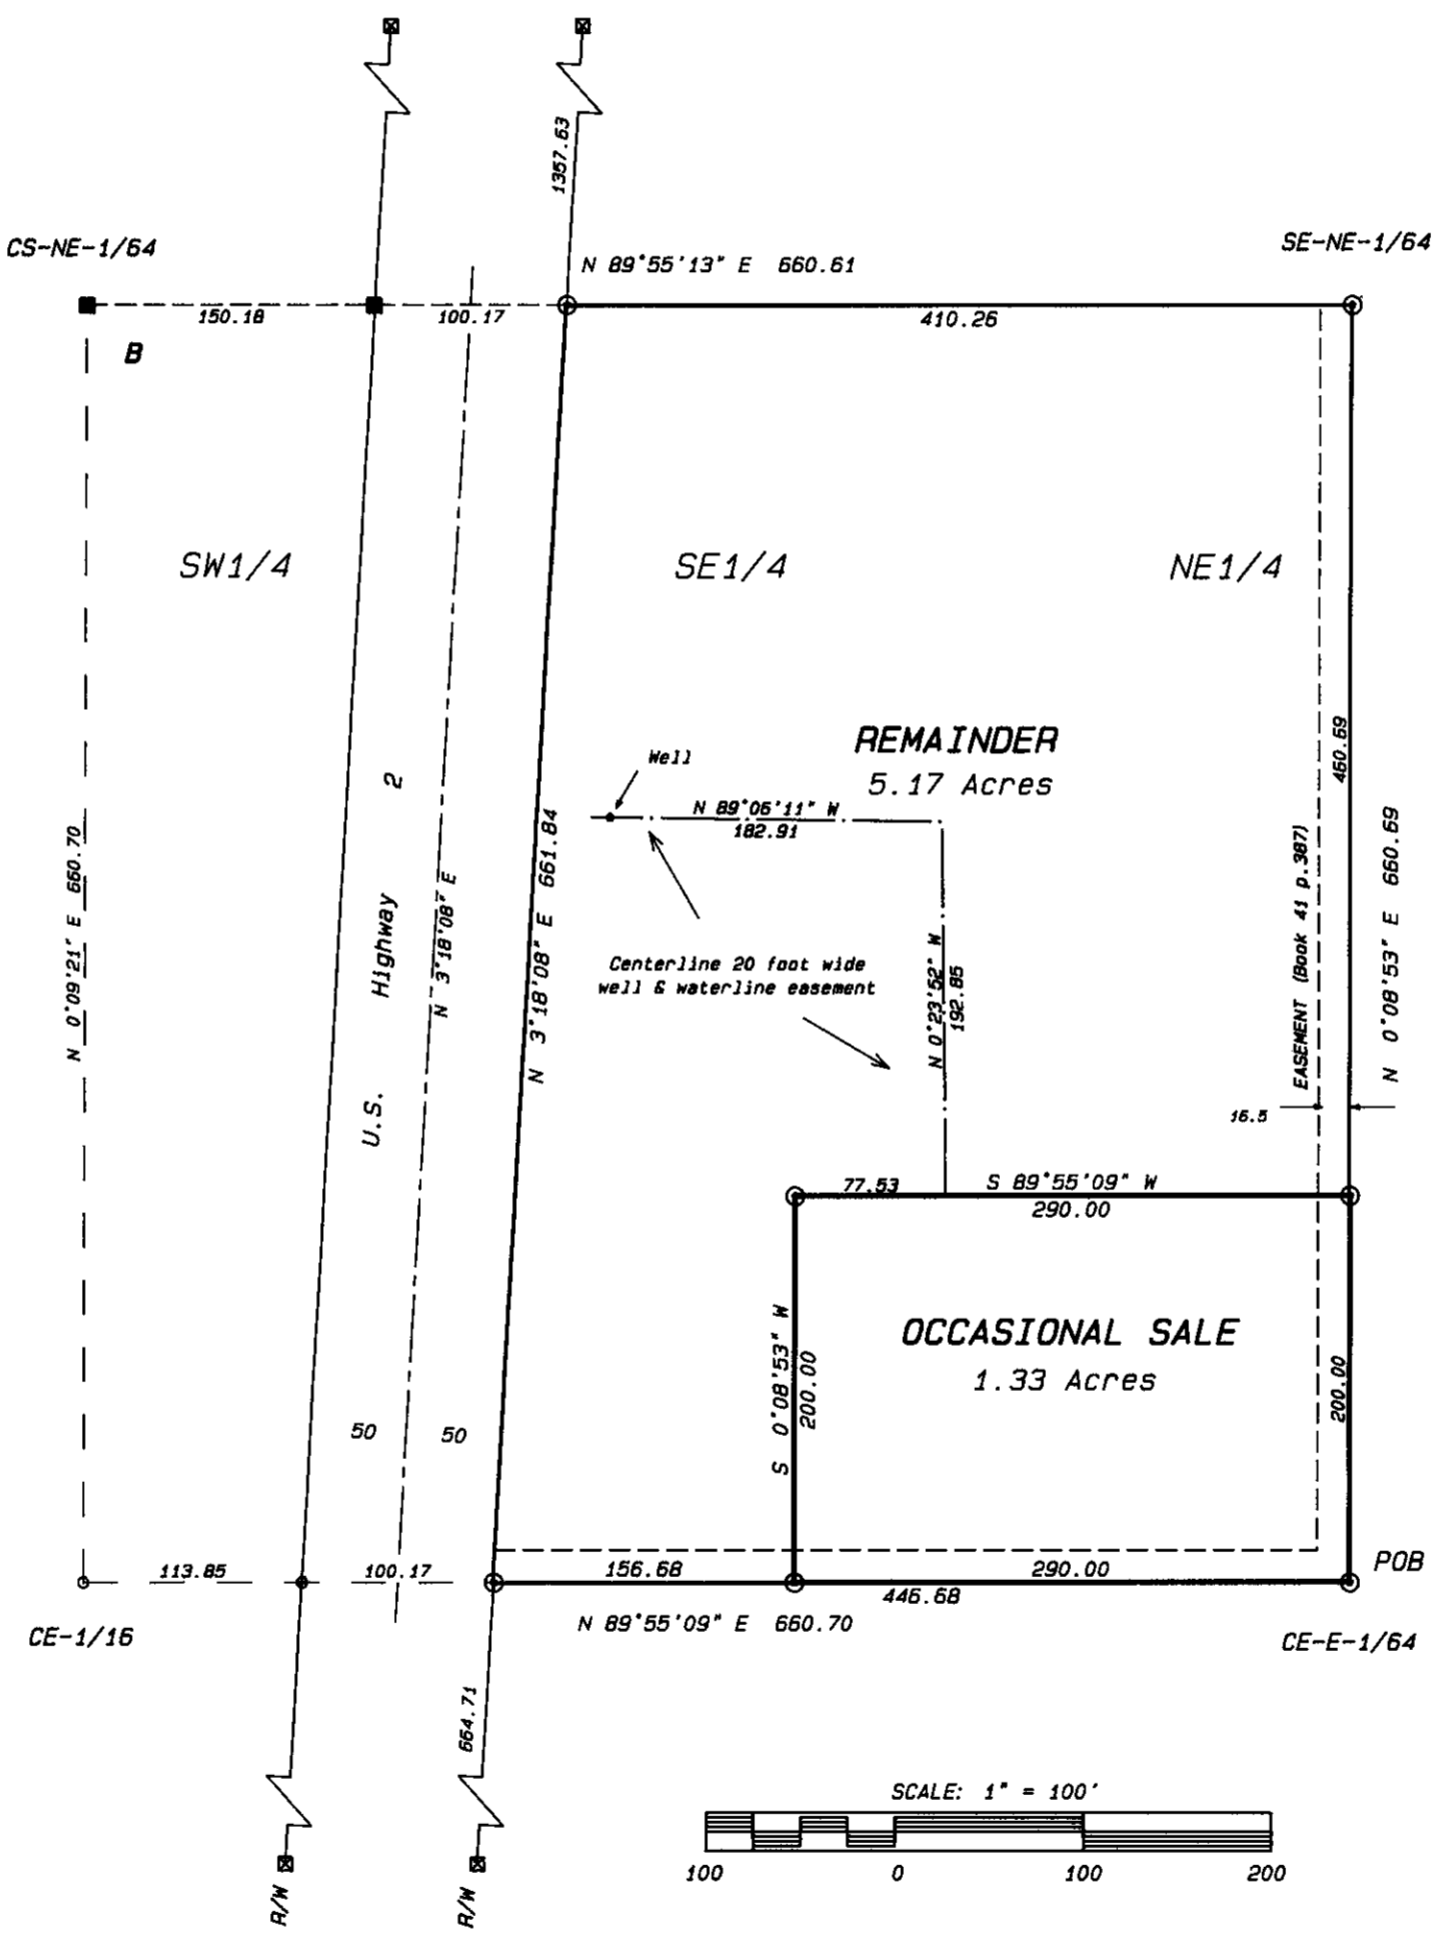 1357.63
CS-NE-1/64
SE-NE-1/64
N 89°55'13" E 660.61
150.18
100.17
410.26
B
SW1/4
SE1/4
NE1/4
REMAINDER
5.17 Acres
Well
N 89°06'11" W
182.91
460.69
N 0°09'21" E 660.70
U.S. Highway 2
N 3°18'08" E
N 3°18'08" E 661.84
Centerline 20 foot wide
well & waterline easement
N 0°23'52" W
192.85
EASEMENT (Book 41 p.387)
N 0°08'53" E 660.69
16.5
77.53
S 89°55'09" W
290.00
OCCASIONAL SALE
1.33 Acres
S 0°08'53" W
200.00
200.00
50
50
POB
113.85
100.17
156.68
290.00
446.68
N 89°55'09" E 660.70
CE-1/16
CE-E-1/64
664.71
SCALE: 1" = 100'
100
0
100
200
R/W
R/W